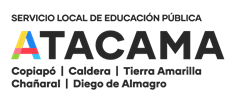 SERVICIO LOCAL DE EDUCACIÓN PÚBLICA
ATACAMA
Copiapó | Caldera | Tierra Amarilla
Chañaral | Diego de Almagro